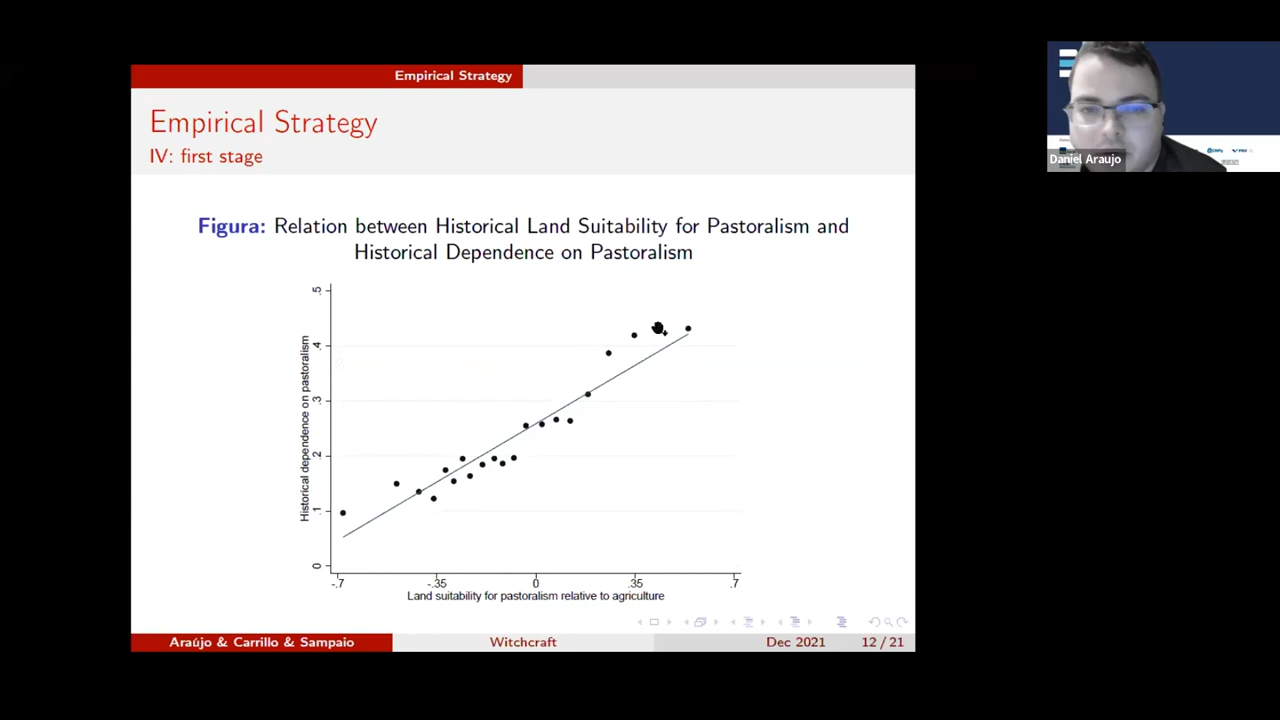 Empirical Strategy
Empirical Strategy
IV: first stage
Figura: Relation between Historical Land Suitability for Pastoralism and
Historical Dependence on Pastoralism
Historical dependence on pastoralism
.5
.4
.3
.2
.1
0
-.7 -.35 0 .35 .7
Land suitability for pastoralism relative to agriculture
Araújo & Carrillo & Sampaio Witchcraft Dec 2021 12 / 21
Daniel Araujo